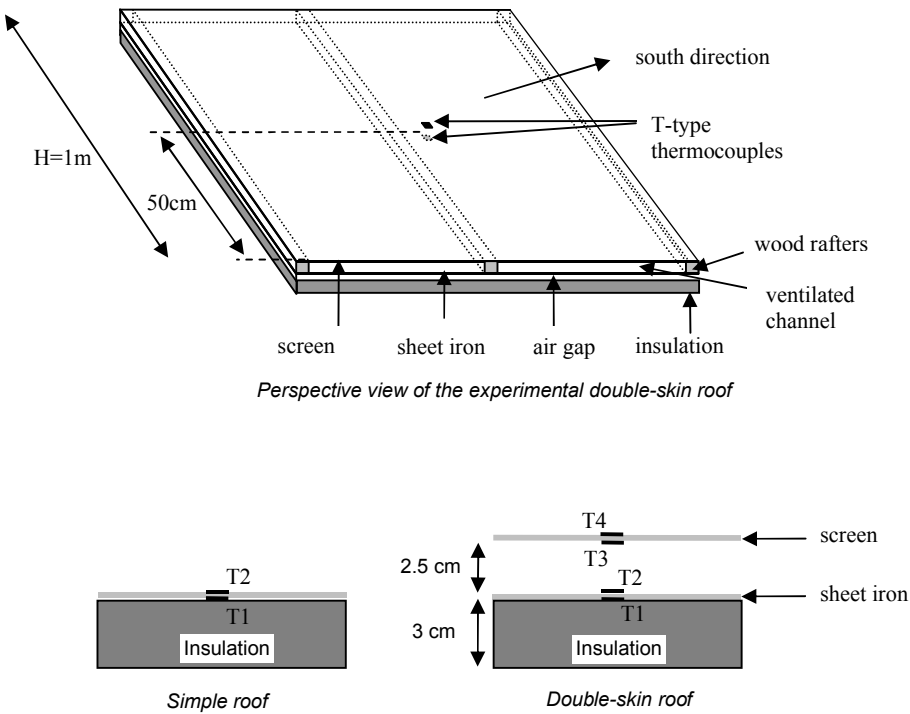 south direction
T-type
thermocouples
H=1m
50cm
wood rafters
ventilated
channel
screen
sheet iron
air gap
insulation
Perspective view of the experimental double-skin roof
T4
screen
T3
2.5 cm
T2
T2
sheet iron
T1
T1
3 cm
Insulation
Insulation
Simple roof
Double-skin roof